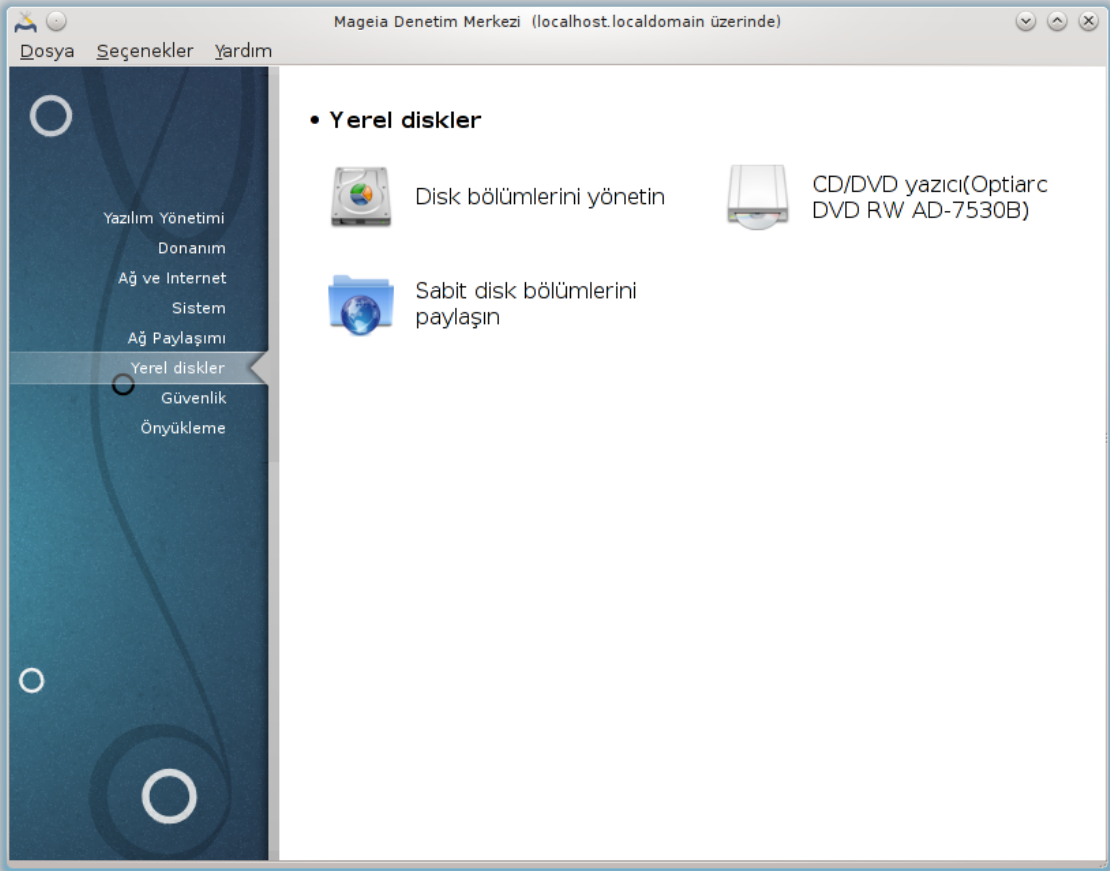 Mageia Denetim Merkezi (localhost.localdomain üzerinde)
Dosya Seçenekler Yardım
Yazılım Yönetimi
Donanım
Ağ ve Internet
Sistem
Ağ Paylaşımı
Yerel diskler
Güvenlik
Önyükleme
• Yerel diskler
Disk bölümlerini yönetin
CD/DVD yazıcı(Optiarc
DVD RW AD-7530B)
Sabit disk bölümlerini
paylaşın